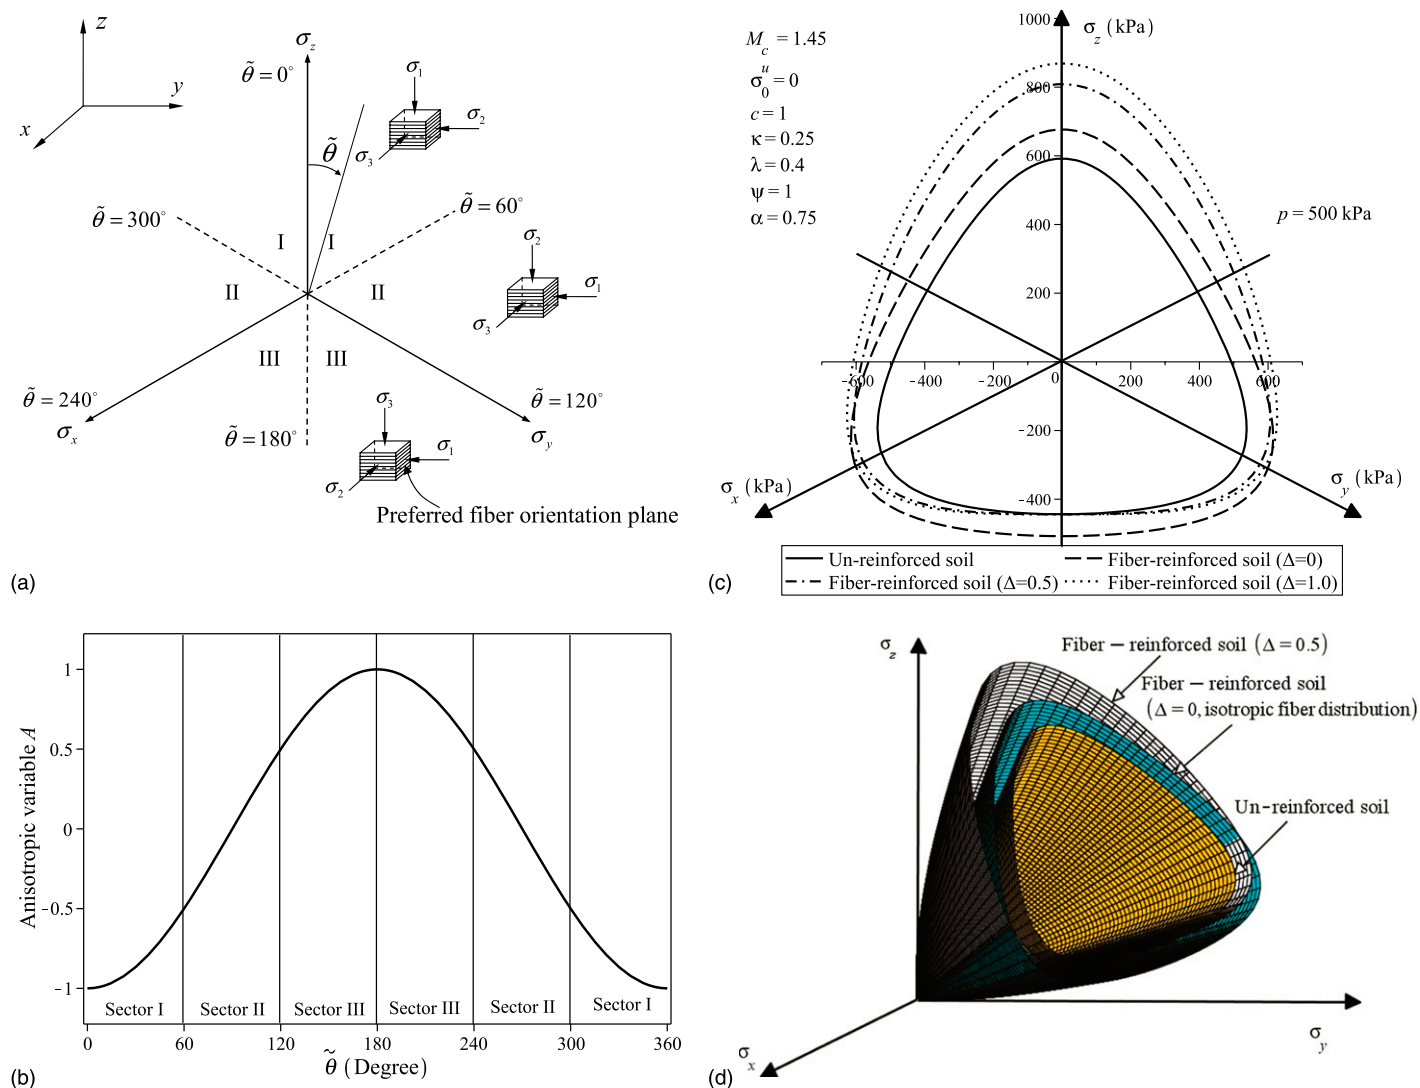 z
y
x
σz
θ̃ = 0°
σ1
σ2
σ3
θ̃
θ̃ = 300°
θ̃ = 60°
I
I
II
II
III
III
σ2
σ1
σ3
θ̃ = 240°
σx
θ̃ = 180°
θ̃ = 120°
σy
σ3
σ1
σ2
Preferred fiber orientation plane
(a)
Mc = 1.45
σ0^u = 0
c = 1
κ = 0.25
λ = 0.4
ψ = 1
α = 0.75
σz (kPa)
p = 500 kPa
1000
800
600
400
200
0
-200
-400
-600
-400
-200
200
400
600
σx (kPa)
σy (kPa)
Un-reinforced soil
Fiber-reinforced soil (Δ=0)
Fiber-reinforced soil (Δ=0.5)
Fiber-reinforced soil (Δ=1.0)
(c)
Anisotropic variable A
1
0.5
0
-0.5
-1
Sector I
Sector II
Sector III
Sector III
Sector II
Sector I
0
60
120
180
240
300
360
θ̃ (Degree)
(b)
σz
Fiber – reinforced soil (Δ = 0.5)
Fiber – reinforced soil
(Δ = 0, isotropic fiber distribution)
Un – reinforced soil
σx
σy
(d)